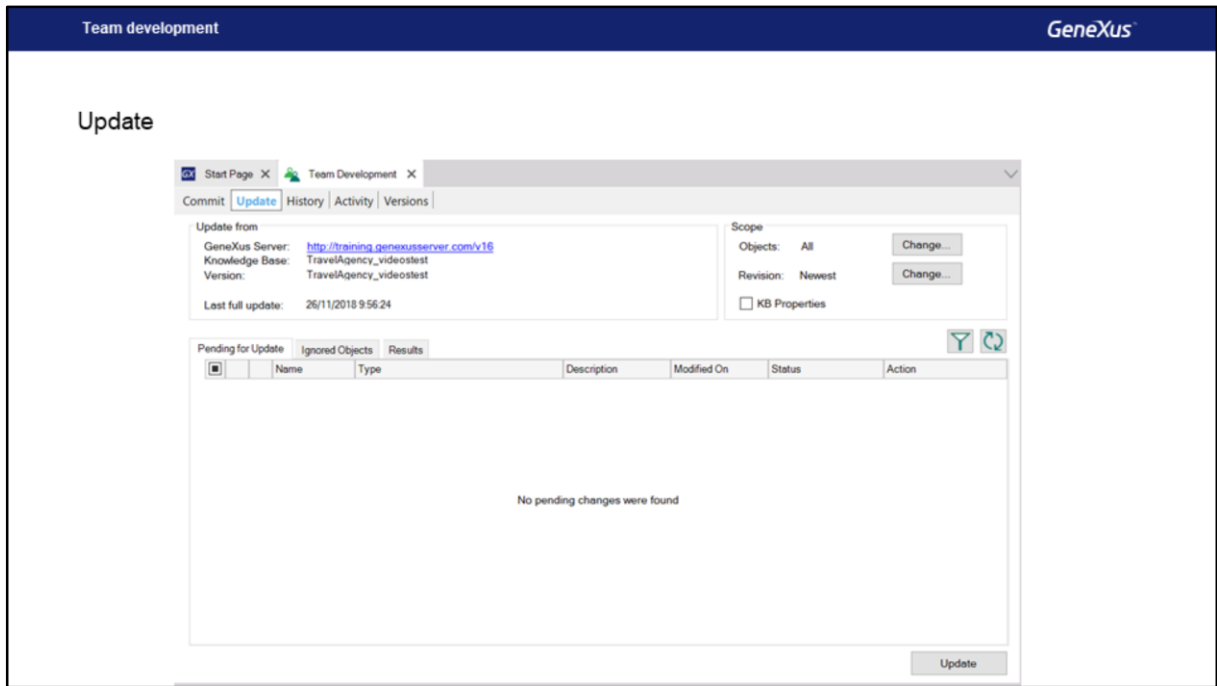 Team development
GeneXus™
Update
GX Start Page X Team Development X
Commit Update History Activity Versions
Update from
GeneXus Server: http://training.genexusserver.com/v16
Knowledge Base: TravelAgency_videostest
Version: TravelAgency_videostest
Last full update: 26/11/2018 9:56:24
Scope
Objects: All Change...
Revision: Newest Change...
KB Properties
Pending for Update Ignored Objects Results
Name Type Description Modified On Status Action
No pending changes were found
Update